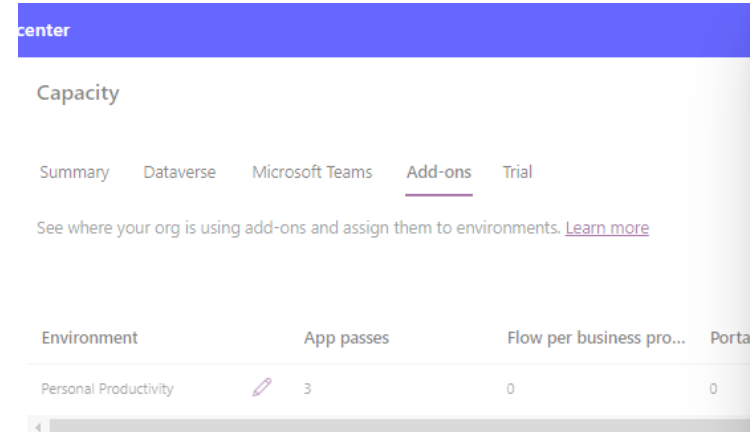 center
Capacity
Summary Dataverse Microsoft Teams Add-ons Trial
See where your org is using add-ons and assign them to environments. Learn more
Environment App passes Flow per business pro... Porta
Personal Productivity 3 0 0